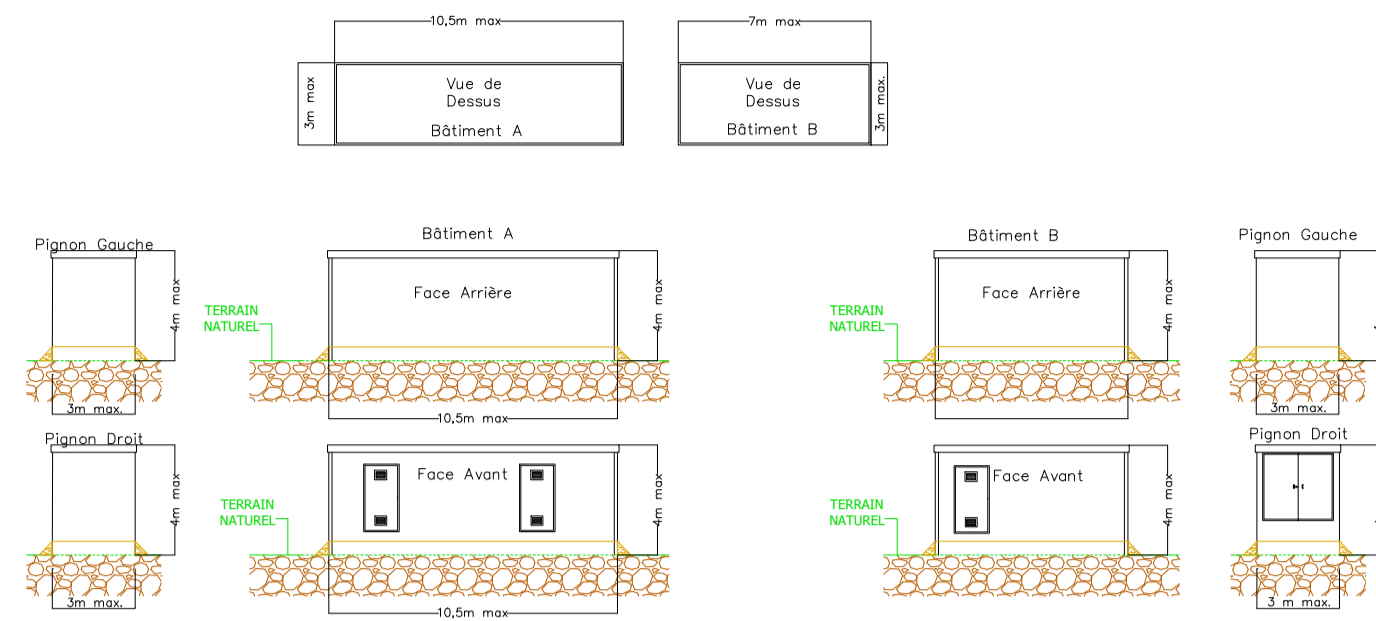 10,5m max
7m max
3m max
Vue de
Dessus
Bâtiment A
Vue de
Dessus
Bâtiment B
3m max.
Pignon Gauche
Bâtiment A
Bâtiment B
Pignon Gauche
4m max
TERRAIN
NATUREL
Face Arrière
4m max
TERRAIN
NATUREL
Face Arrière
4m max
3m max.
10,5m max
3m max.
Pignon Droit
Pignon Droit
4m max
TERRAIN
NATUREL
Face Avant
4m max
TERRAIN
NATUREL
Face Avant
4m max
3m max.
10,5m max
3 m max.